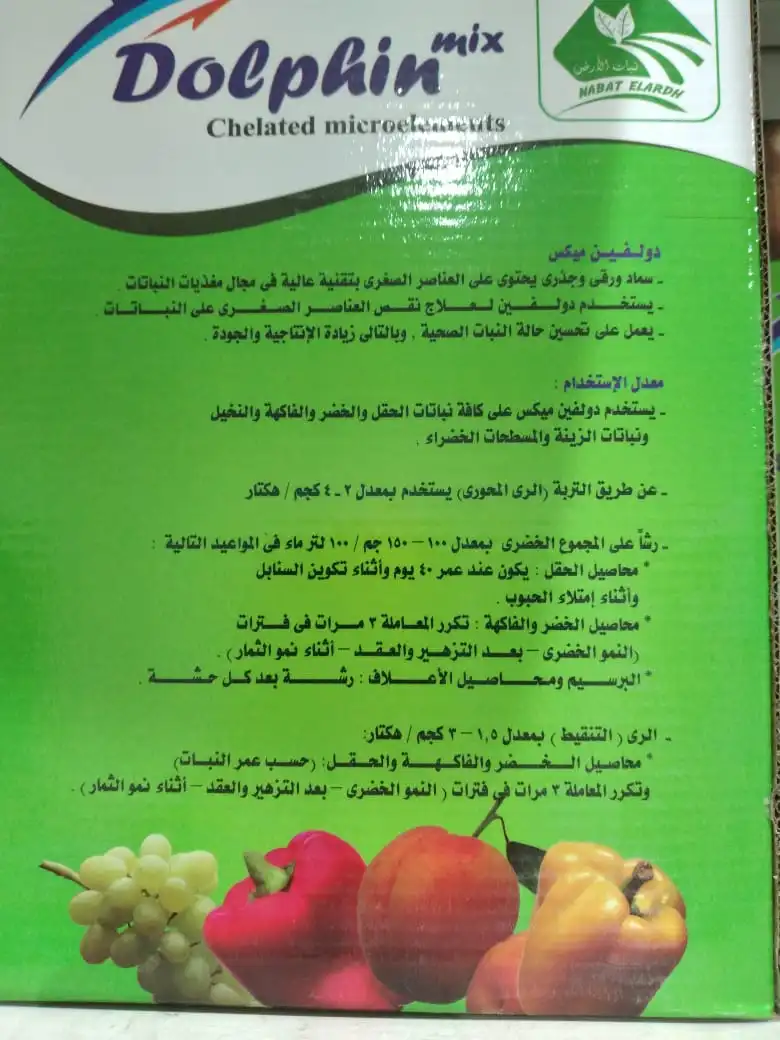 Dolphin mix
Chelated microelements
نبات الأرض
NABAT ELARDH
دولفين ميكس
ـ سماد ورقى وجذرى يحتوى على العناصر الصغرى بتقنية عالية فى مجال مغذيات النباتات .
ـ يستخدم دولفين لعلاج نقص العناصر الصغرى على النباتات .
ـ يعمل على تحسين حالة النبات الصحية , وبالتالى زيادة الإنتاجية والجودة .
معدل الإستخدام :
ـ يستخدم دولفين ميكس على كافة نباتات الحقل والخضر والفاكهة والنخيل
ونباتات الزينة والمسطحات الخضراء .
ـ عن طريق التربة (الرى المحورى) يستخدم بمعدل ٢ ـ ٤ كجم / هكتار
ـ رشاً على المجموع الخضرى بمعدل ١٠٠ – ١٥٠ جم / ١٠٠ لتر ماء فى المواعيد التالية :
* محاصيل الحقل : يكون عند عمر ٤٠ يوم وأثناء تكوين السنابل
وأثناء إمتلاء الحبوب .
* محاصيل الخضر والفاكهة : تكرر المعاملة ٣ مرات فى فترات
(النمو الخضرى – بعد التزهير والعقد – أثناء نمو الثمار) .
* البرسيم ومحاصيل الأعلاف : رشة بعد كل حشة .
ـ الرى ( التنقيط ) بمعدل ١,٥ – ٣ كجم / هكتار:
* محاصيل الخضر والفاكهة والحقل: (حسب عمر النبات)
وتكرر المعاملة ٣ مرات فى فترات ( النمو الخضرى – بعد التزهير والعقد – أثناء نمو الثمار) .